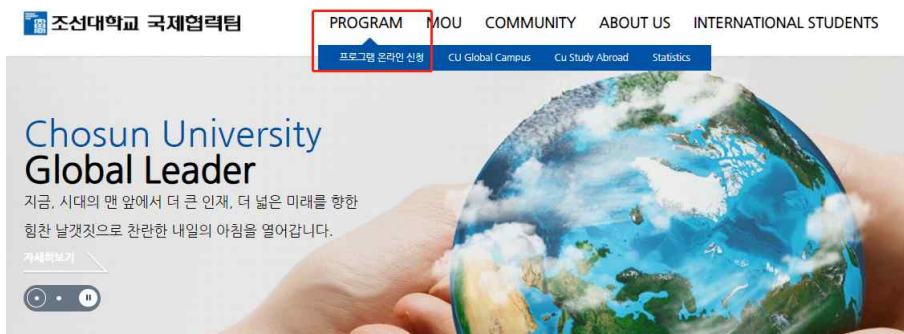 조선대학교 국제협력팀
PROGRAM MOU COMMUNITY ABOUT US INTERNATIONAL STUDENTS
프로그램 온라인 신청 CU Global Campus Cu Study Abroad Statistics
Chosun University
Global Leader
지금, 시대의 맨 앞에서 더 큰 인재, 더 넓은 미래를 향한
힘찬 날갯짓으로 찬란한 내일의 아침을 열어갑니다.
자세히보기